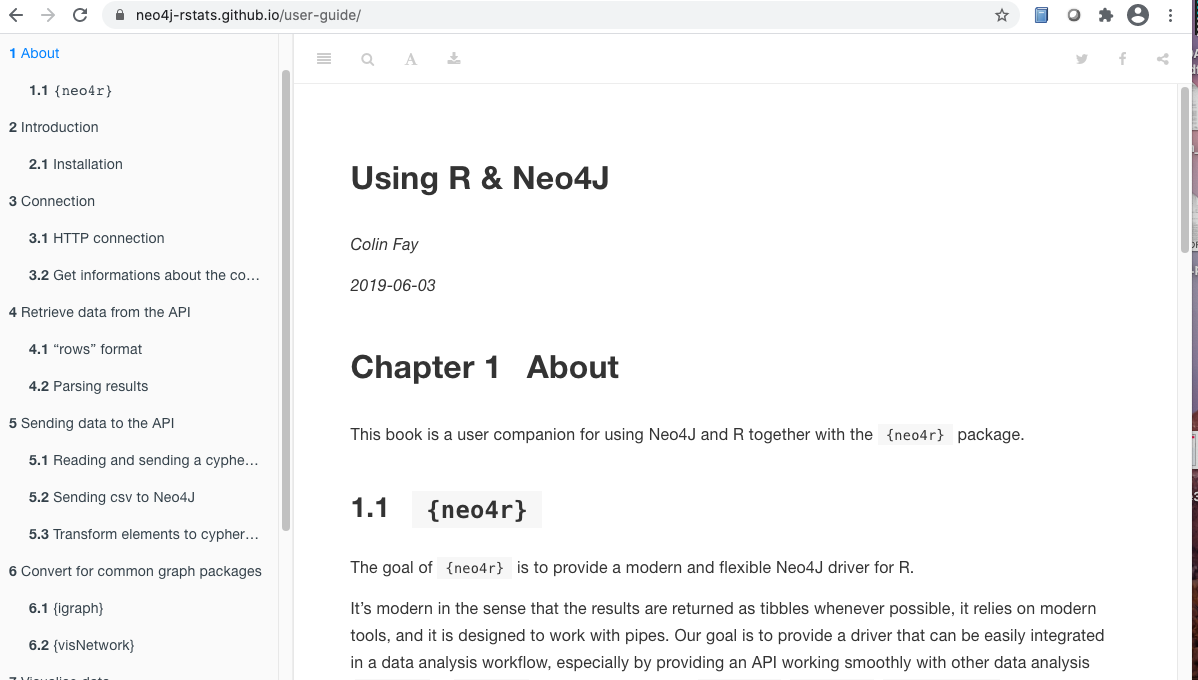 neo4j-rstats.github.io/user-guide/
1 About
1.1 {neo4r}
2 Introduction
2.1 Installation
3 Connection
3.1 HTTP connection
3.2 Get informations about the co…
4 Retrieve data from the API
4.1 “rows” format
4.2 Parsing results
5 Sending data to the API
5.1 Reading and sending a cyphe…
5.2 Sending csv to Neo4J
5.3 Transform elements to cypher…
6 Convert for common graph packages
6.1 {igraph}
6.2 {visNetwork}
7 Visualise data
A
Using R & Neo4J
Colin Fay
2019-06-03
Chapter 1 About
This book is a user companion for using Neo4J and R together with the {neo4r} package.
1.1 {neo4r}
The goal of {neo4r} is to provide a modern and flexible Neo4J driver for R.
It’s modern in the sense that the results are returned as tibbles whenever possible, it relies on modern
tools, and it is designed to work with pipes. Our goal is to provide a driver that can be easily integrated
in a data analysis workflow, especially by providing an API working smoothly with other data analysis